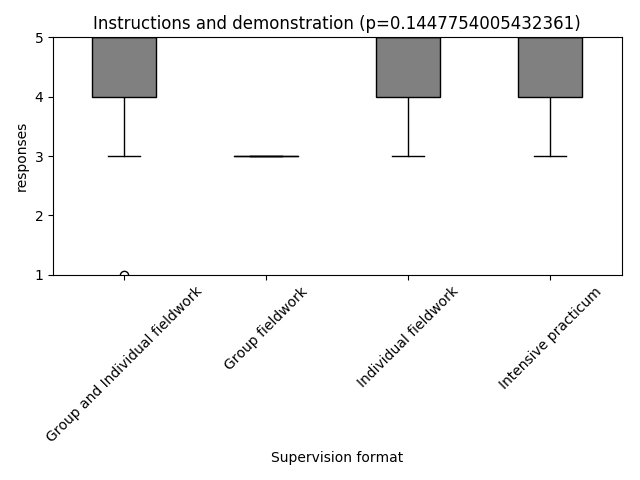 Instructions and demonstration (p=0.1447754005432361)
5
4
3
2
1
responses
Group and Individual fieldwork
Group fieldwork
Individual fieldwork
Intensive practicum
Supervision format